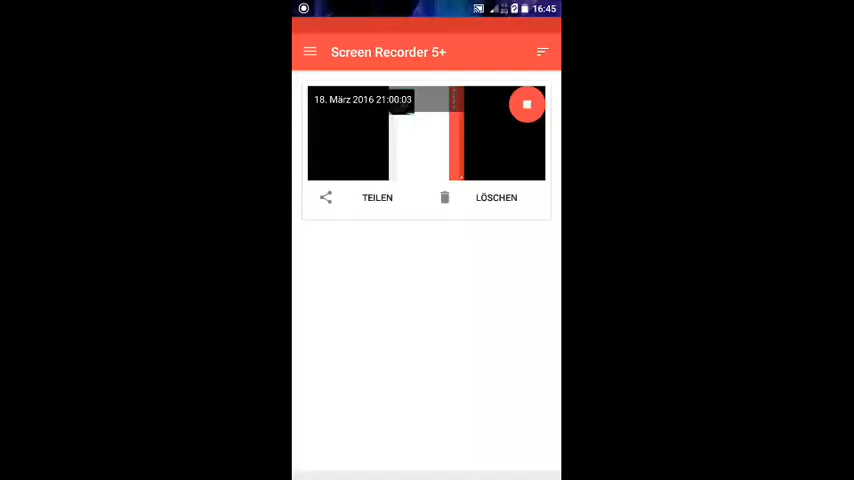 16:45
Screen Recorder 5+
18. März 2016 21:00:03
TEILEN
LÖSCHEN